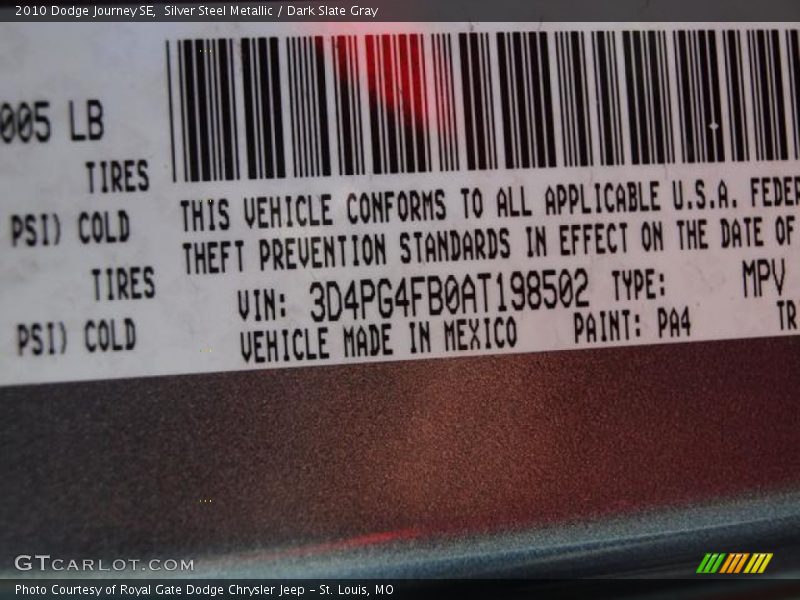 2010 Dodge Journey SE, Silver Steel Metallic / Dark Slate Gray
005 LB
TIRES
PSI) COLD
TIRES
PSI) COLD
THIS VEHICLE CONFORMS TO ALL APPLICABLE U.S.A. FEDER
THEFT PREVENTION STANDARDS IN EFFECT ON THE DATE OF
VIN: 3D4PG4FB0AT198502 TYPE: MPV
VEHICLE MADE IN MEXICO PAINT: PA4 TR
GTCARLOT.COM
Photo Courtesy of Royal Gate Dodge Chrysler Jeep – St. Louis, MO